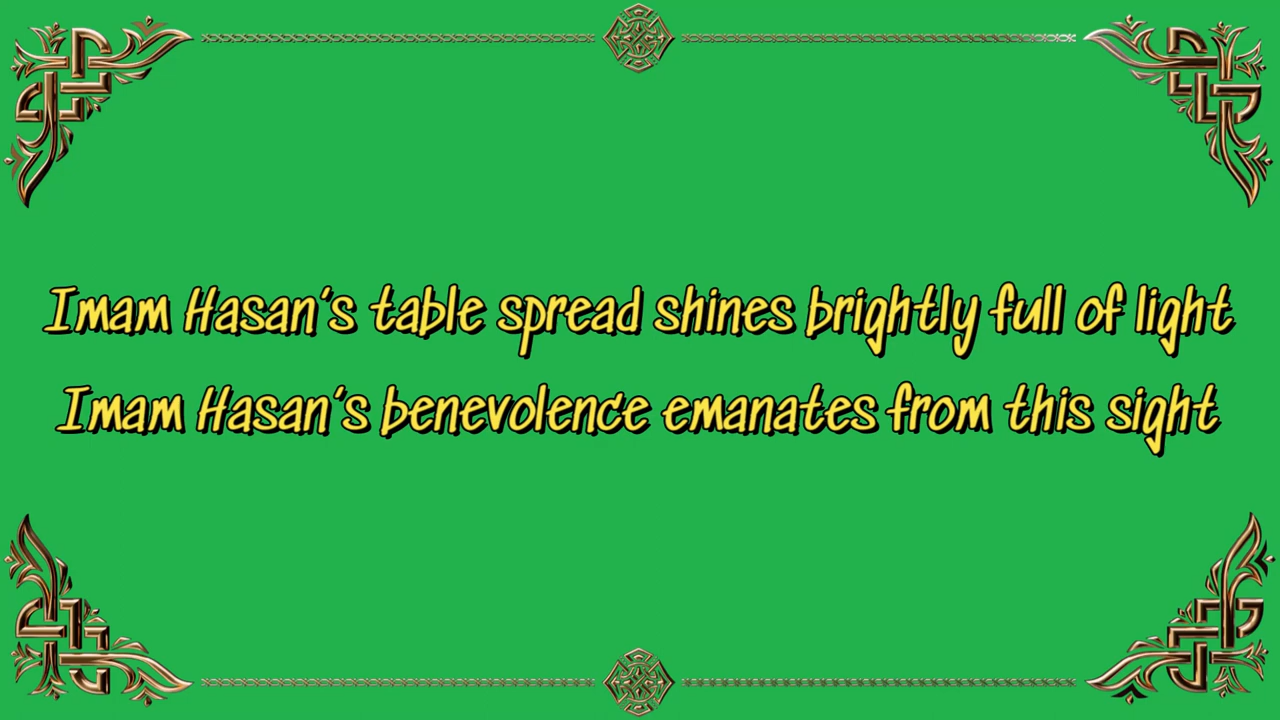 Imam Hasan's table spread shines brightly full of light
Imam Hasan's benevolence emanates from this sight